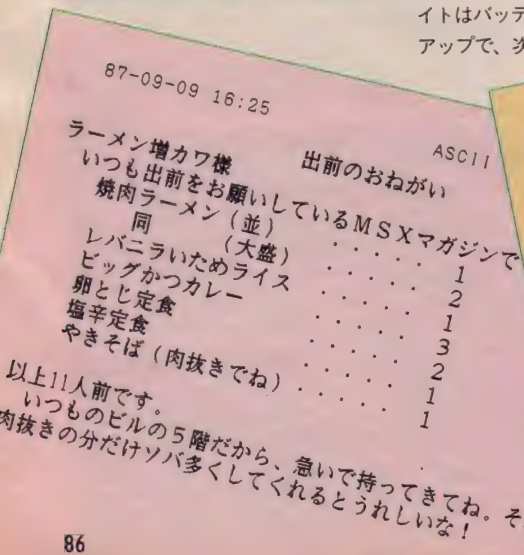 イトはバッテ
アップで、次
87-09-09 16:25 ASCII
出前のおねがい
ラーメン増カワ様
いつも出前をお願いしているMSXマガジンで
焼肉ラーメン(並) ・・・・・ 1
同 (大盛) ・・・・・ 2
レバニラいためライス ・・・・・ 1
ビッグかつカレー ・・・・・ 3
卵とじ定食 ・・・・・ 2
塩辛定食 ・・・・・ 1
やきそば(肉抜きでね) ・・・・・ 1
以上11人前です。
いつものビルの5階だから、急いで持ってきてね。そ
肉抜きの分だけソバ多くしてくれるとうれしいな!
86